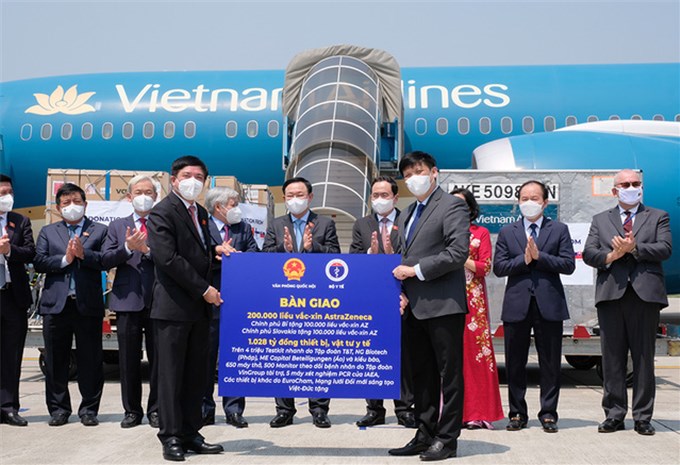 Vietnam Airlines
DONATION
AKE 5098
Vietnam
VĂN PHÒNG QUỐC HỘI
BỘ Y TẾ
BÀN GIAO
200.000 liều vắc-xin AstraZeneca
Chính phủ Bỉ tặng 100.000 liều vắc-xin AZ
Chính phủ Slovakia tặng 100.000 liều vắc-xin AZ
1.028 tỷ đồng thiết bị, vật tư y tế
Trên 4 triệu Testkit nhanh do Tập đoàn T&T, NG Biotech
(Pháp), ME Capital Beteiligungen (Áo) và kiều bào,
650 máy thở, 500 Monitor theo dõi bệnh nhân do Tập đoàn
VinGroup tài trợ, 5 máy xét nghiệm PCR của IAEA,
Các thiết bị khác do EuroCham, Mạng lưới Đổi mới sáng tạo
Việt-Đức tặng